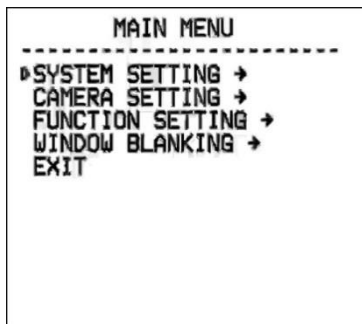 MAIN MENU
SYSTEM SETTING →
CAMERA SETTING →
FUNCTION SETTING →
WINDOW BLANKING →
EXIT